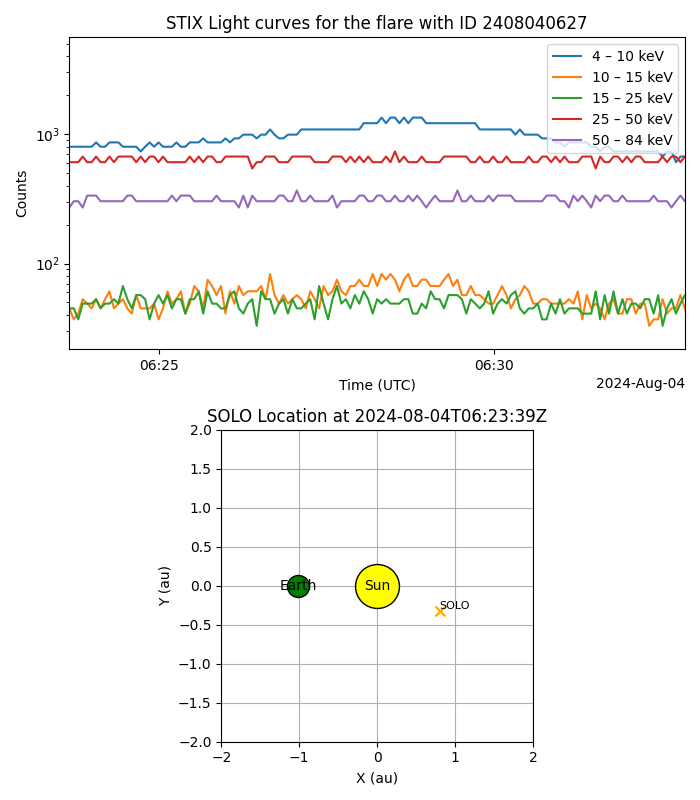 STIX Light curves for the flare with ID 2408040627
4 – 10 keV
10 – 15 keV
15 – 25 keV
25 – 50 keV
50 – 84 keV
10³
10²
Counts
06:25
06:30
Time (UTC)
2024-Aug-04
SOLO Location at 2024-08-04T06:23:39Z
2.0
1.5
1.0
0.5
0.0
−0.5
−1.0
−1.5
−2.0
Y (au)
Earth
Sun
SOLO
−2
−1
0
1
2
X (au)